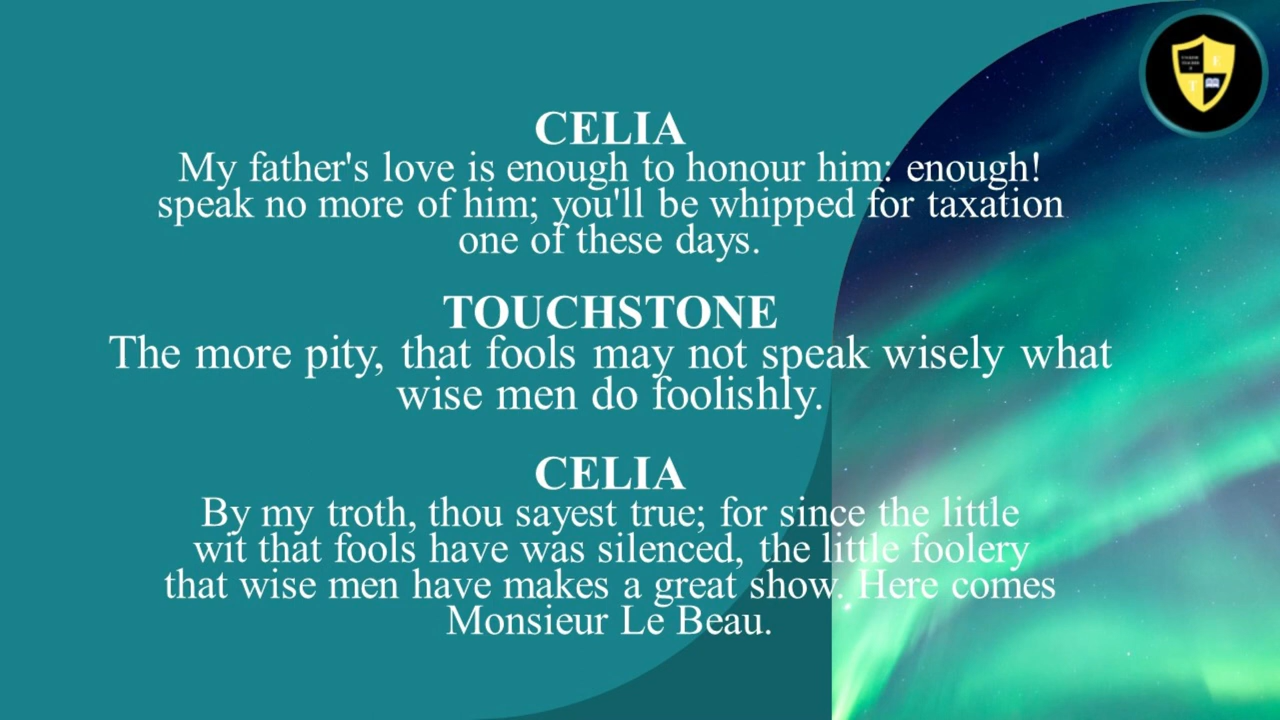 CELIA
My father's love is enough to honour him: enough!
speak no more of him; you'll be whipped for taxation
one of these days.
TOUCHSTONE
The more pity, that fools may not speak wisely what
wise men do foolishly.
CELIA
By my troth, thou sayest true; for since the little
wit that fools have was silenced, the little foolery
that wise men have makes a great show. Here comes
Monsieur Le Beau.
E
T